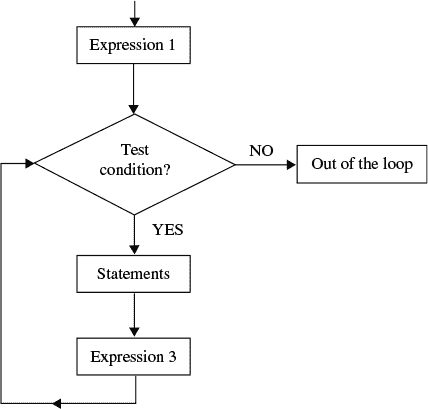 Expression 1
Test
condition?
NO
Out of the loop
YES
Statements
Expression 3